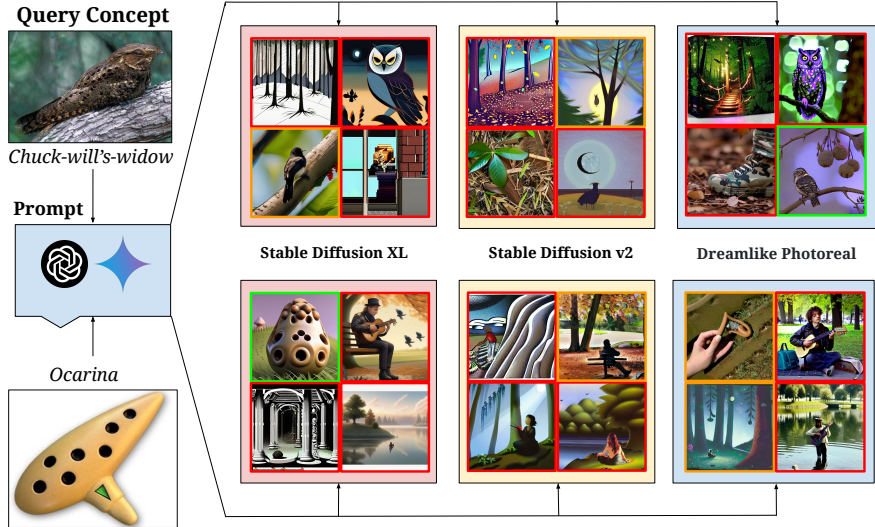 Query Concept
Chuck-will's-widow
Prompt
Ocarina
Stable Diffusion XL
Stable Diffusion v2
Dreamlike Photoreal